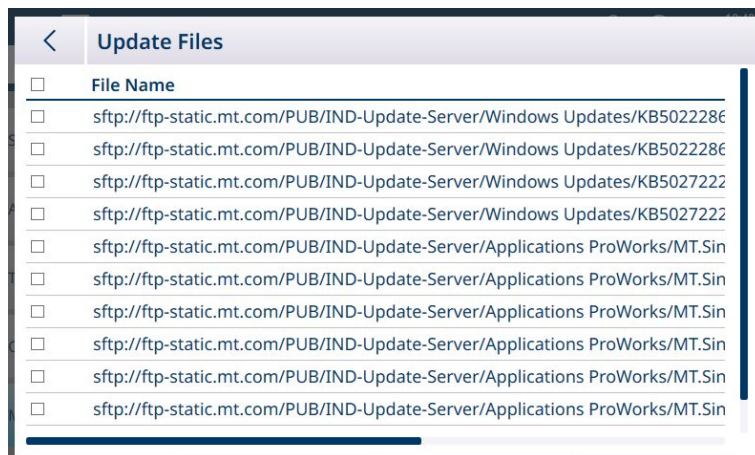 Update Files
File Name
sftp://ftp-static.mt.com/PUB/IND-Update-Server/Windows Updates/KB5022286
sftp://ftp-static.mt.com/PUB/IND-Update-Server/Windows Updates/KB5022286
sftp://ftp-static.mt.com/PUB/IND-Update-Server/Windows Updates/KB5027222
sftp://ftp-static.mt.com/PUB/IND-Update-Server/Windows Updates/KB5027222
sftp://ftp-static.mt.com/PUB/IND-Update-Server/Applications ProWorks/MT.Sin
sftp://ftp-static.mt.com/PUB/IND-Update-Server/Applications ProWorks/MT.Sin
sftp://ftp-static.mt.com/PUB/IND-Update-Server/Applications ProWorks/MT.Sin
sftp://ftp-static.mt.com/PUB/IND-Update-Server/Applications ProWorks/MT.Sin
sftp://ftp-static.mt.com/PUB/IND-Update-Server/Applications ProWorks/MT.Sin
sftp://ftp-static.mt.com/PUB/IND-Update-Server/Applications ProWorks/MT.Sin